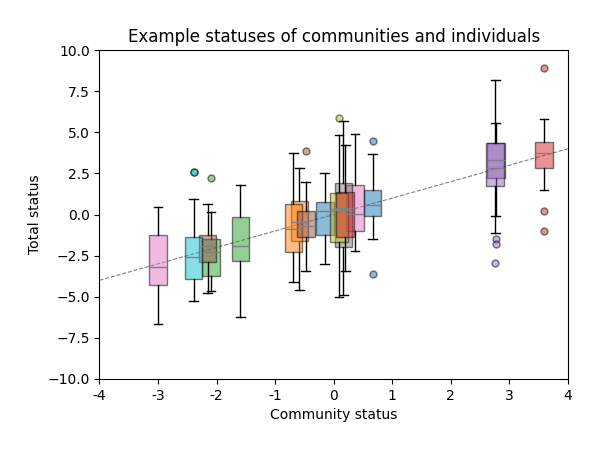 Example statuses of communities and individuals
10.0
7.5
5.0
2.5
0.0
−2.5
−5.0
−7.5
−10.0
Total status
-4 -3 -2 -1 0 1 2 3 4
Community status